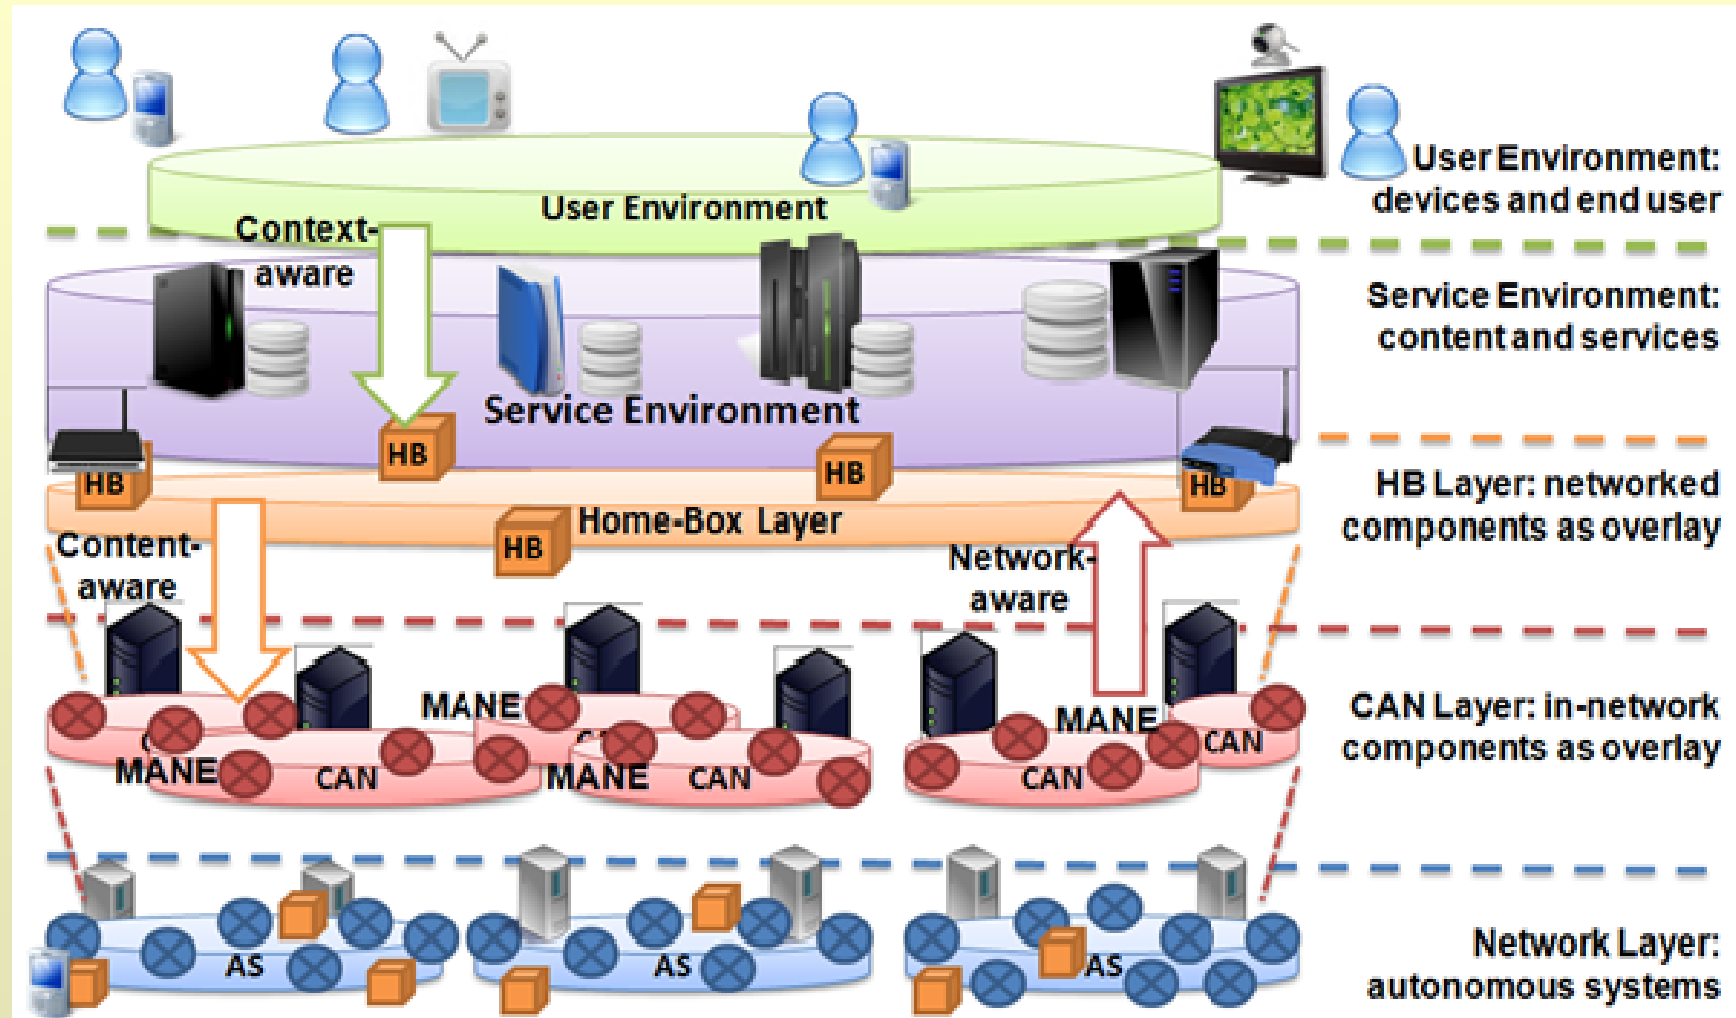 User Environment:
devices and end user
User Environment
Context-
aware
Service Environment:
content and services
Service Environment
HB
HB
HB
HB
HB
Home-Box Layer
HB Layer: networked
components as overlay
Content-
aware
Network-
aware
MANE
MANE
MANE
MANE
CAN
CAN
CAN
CAN
CAN Layer: in-network
components as overlay
AS
AS
AS
Network Layer:
autonomous systems